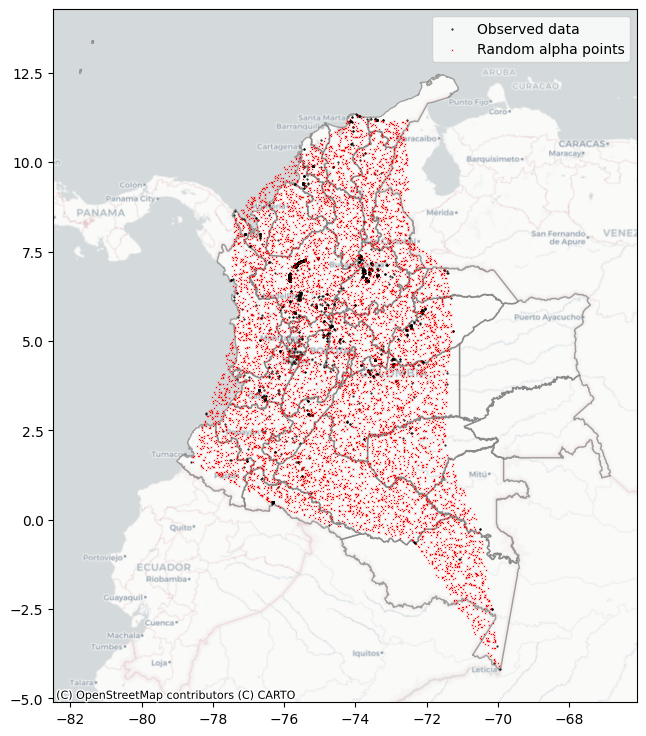 Observed data
Random alpha points
12.5
10.0
7.5
5.0
2.5
0.0
−2.5
−5.0
−82
−80
−78
−76
−74
−72
−70
−68
ARUBA
CURAÇAO
Punto Fijo
Coro
Santa Marta
Barranquilla
Cartagena
Maracaibo
CARACAS
Maracay
Barquisimeto
Colón
Panama City
PANAMA
Mérida
San Fernando
de Apure
VENEZ
Puerto Ayacucho
Tumaco
Mitú
Quito
Portoviejo
ECUADOR
Riobamba
Guayaquil
Cuenca
Machala
Tumbes
Loja
Talara
Iquitos
Leticia
(C) OpenStreetMap contributors (C) CARTO